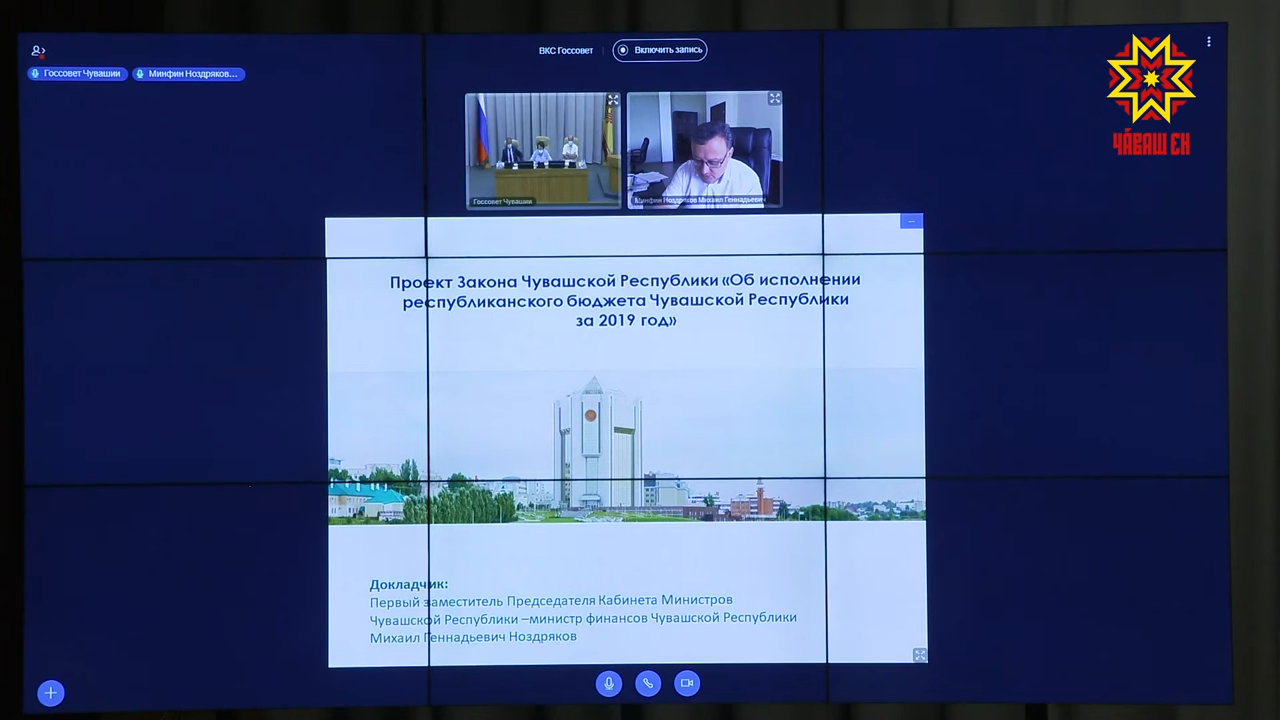 ВКС Госсовет
Включить запись
Госсовет Чувашии
Минфин Ноздряков...
ЧӐВАШ ЕН
Госсовет Чувашии
Минфин Ноздряков Михаил Геннадьевич
Проект Закона Чувашской Республики «Об исполнении
республиканского бюджета Чувашской Республики
за 2019 год»
Докладчик:
Первый заместитель Председателя Кабинета Министров
Чувашской Республики –министр финансов Чувашской Республики
Михаил Геннадьевич Ноздряков